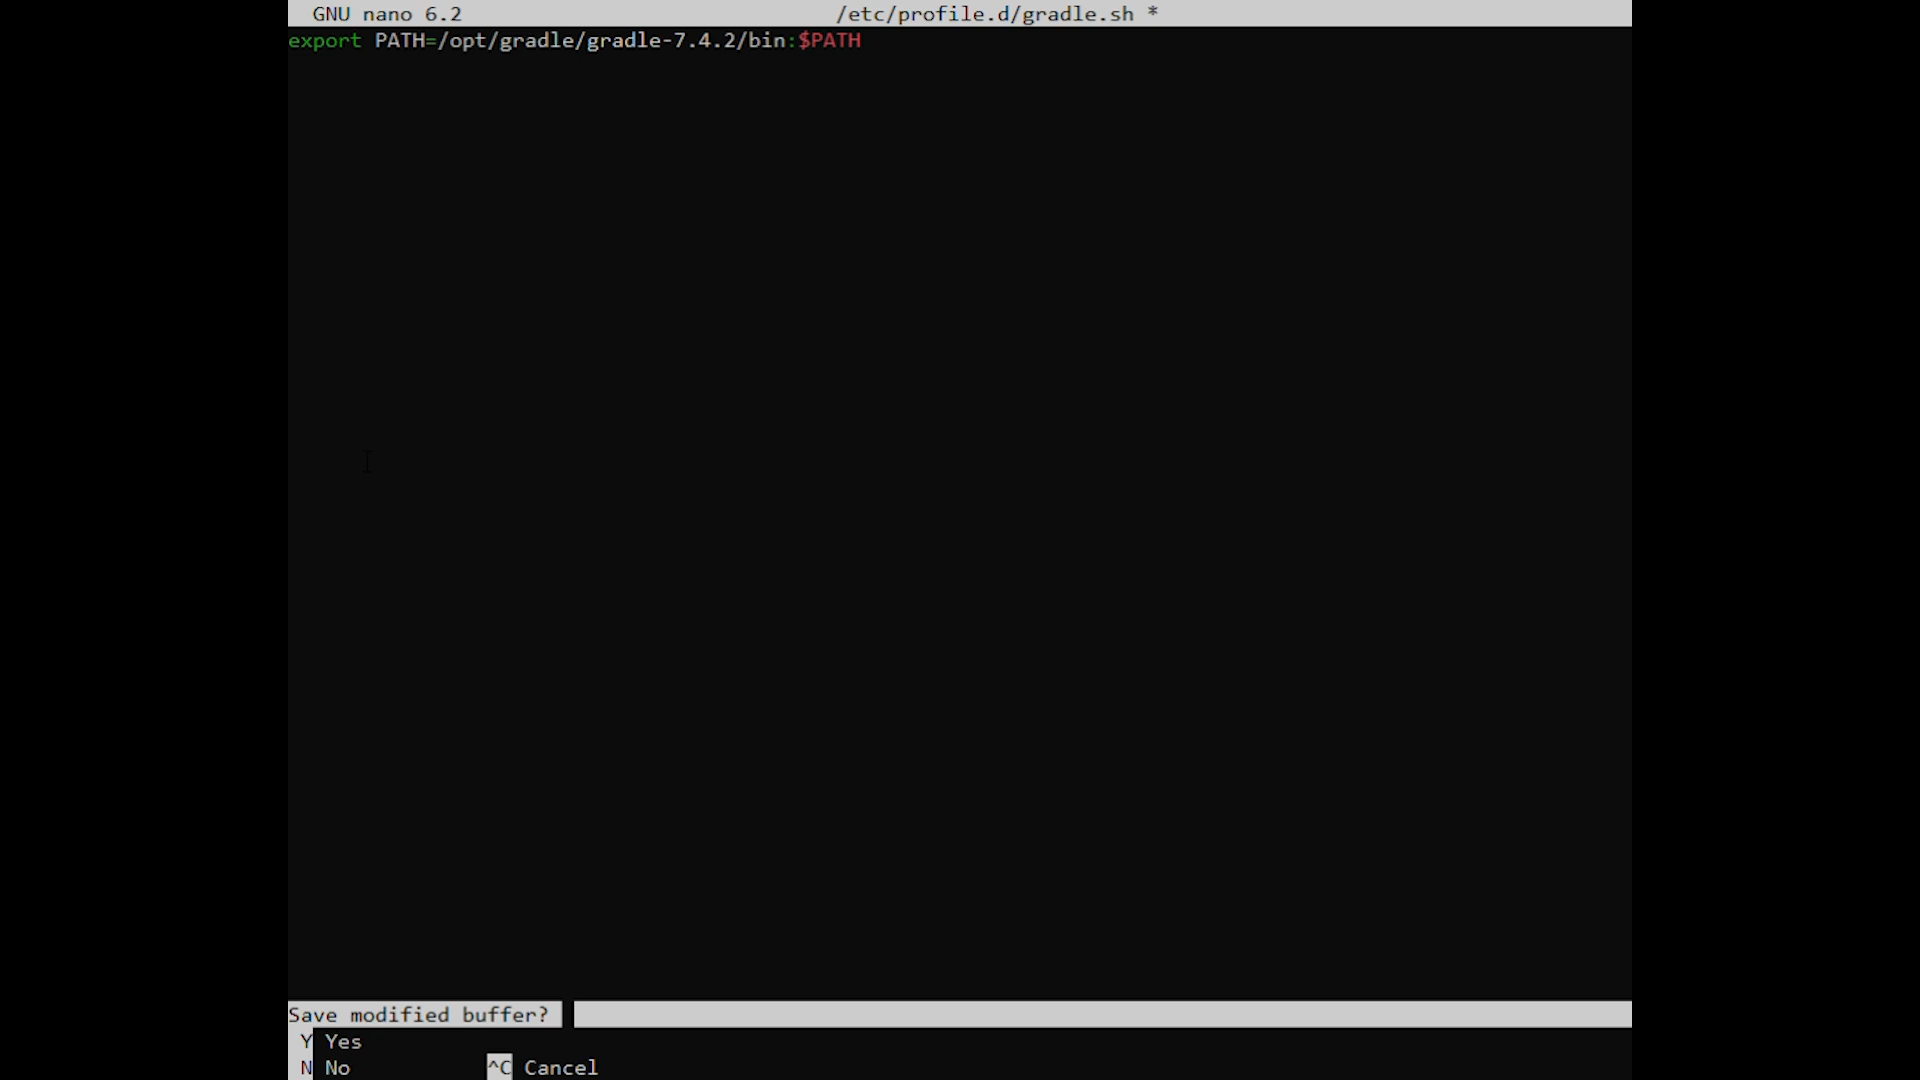 GNU nano 6.2 /etc/profile.d/gradle.sh *
export PATH=/opt/gradle/gradle-7.4.2/bin:$PATH
Save modified buffer?
Y Yes
N No ^C Cancel